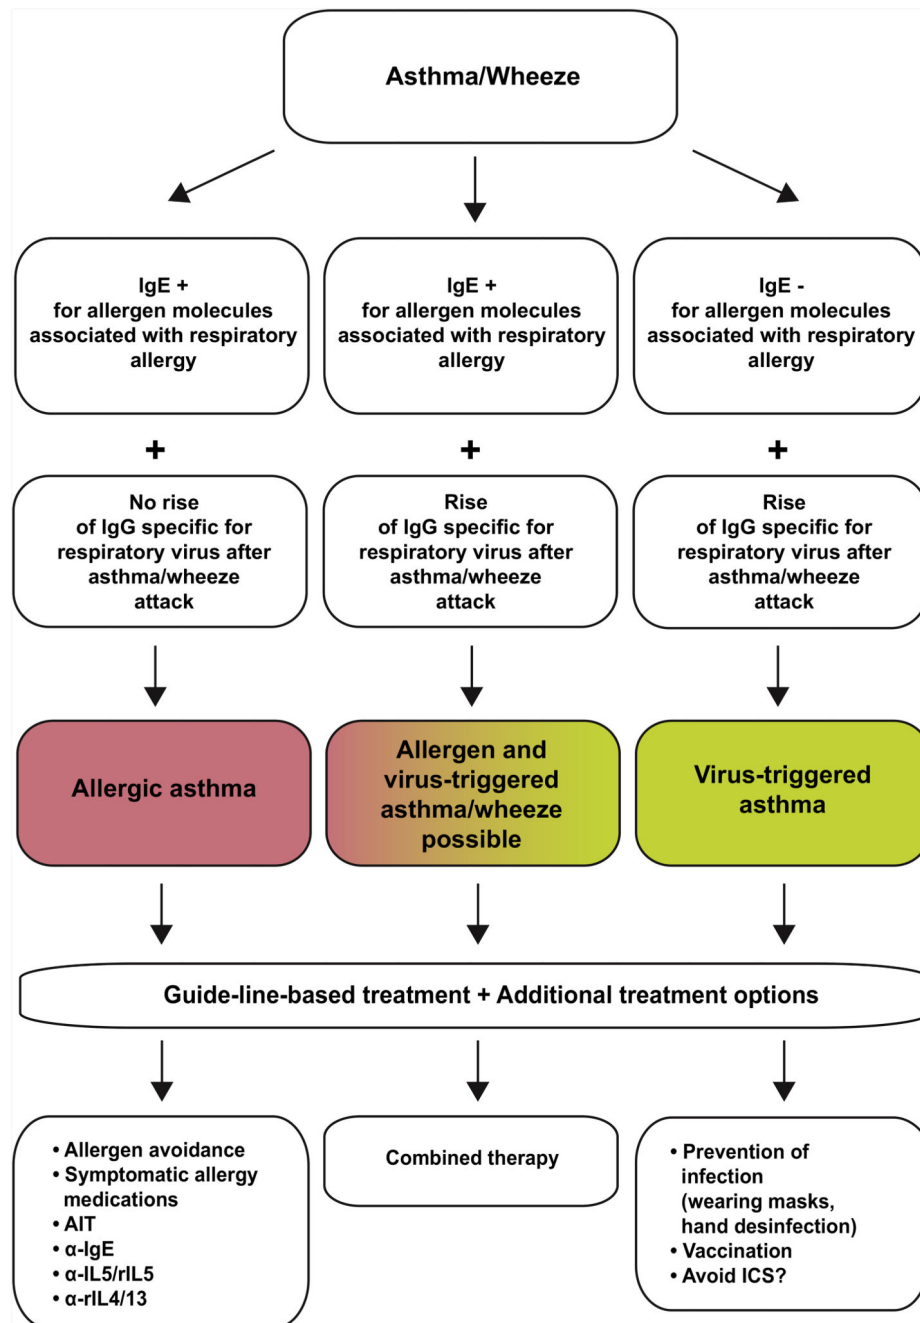 Asthma/Wheeze
IgE +
for allergen molecules
associated with respiratory
allergy
IgE +
for allergen molecules
associated with respiratory
allergy
IgE -
for allergen molecules
associated with respiratory
allergy
+
+
+
No rise
of IgG specific for
respiratory virus after
asthma/wheeze
attack
Rise
of IgG specific for
respiratory virus after
asthma/wheeze
attack
Rise
of IgG specific for
respiratory virus after
asthma/wheeze
attack
Allergic asthma
Allergen and
virus-triggered
asthma/wheeze
possible
Virus-triggered
asthma
Guide-line-based treatment + Additional treatment options
• Allergen avoidance
• Symptomatic allergy
medications
• AIT
• α-IgE
• α-IL5/rIL5
• α-rIL4/13
Combined therapy
• Prevention of
infection
(wearing masks,
hand desinfection)
• Vaccination
• Avoid ICS?